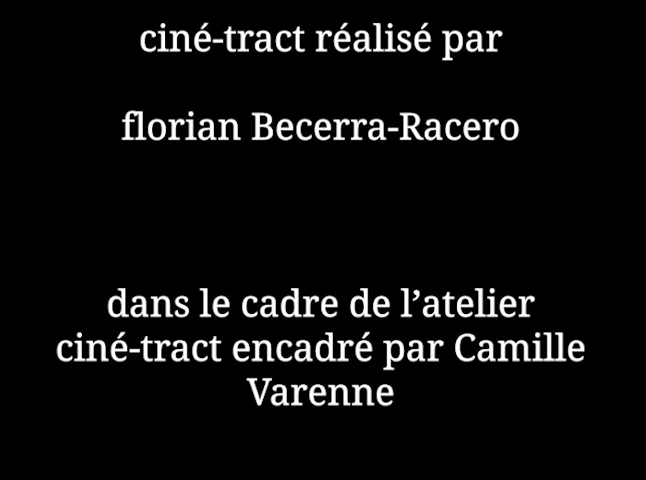 ciné-tract réalisé par
florian Becerra-Racero
dans le cadre de l’atelier
ciné-tract encadré par Camille
Varenne